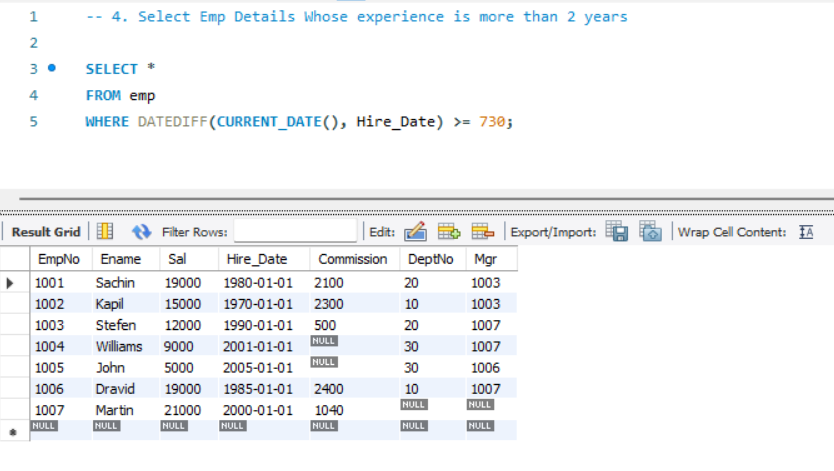 1 -- 4. Select Emp Details Whose experience is more than 2 years
2
3 SELECT *
4 FROM emp
5 WHERE DATEDIFF(CURRENT_DATE(), Hire_Date) >= 730;
Result Grid Filter Rows: Edit: Export/Import: Wrap Cell Content: IA
EmpNo Ename Sal Hire_Date Commission DeptNo Mgr
1001 Sachin 19000 1980-01-01 2100 20 1003
1002 Kapil 15000 1970-01-01 2300 10 1003
1003 Stefen 12000 1990-01-01 500 20 1007
1004 Williams 9000 2001-01-01 NULL 30 1007
1005 John 5000 2005-01-01 NULL 30 1006
1006 Dravid 19000 1985-01-01 2400 10 1007
1007 Martin 21000 2000-01-01 1040 NULL NULL
NULL NULL NULL NULL NULL NULL NULL